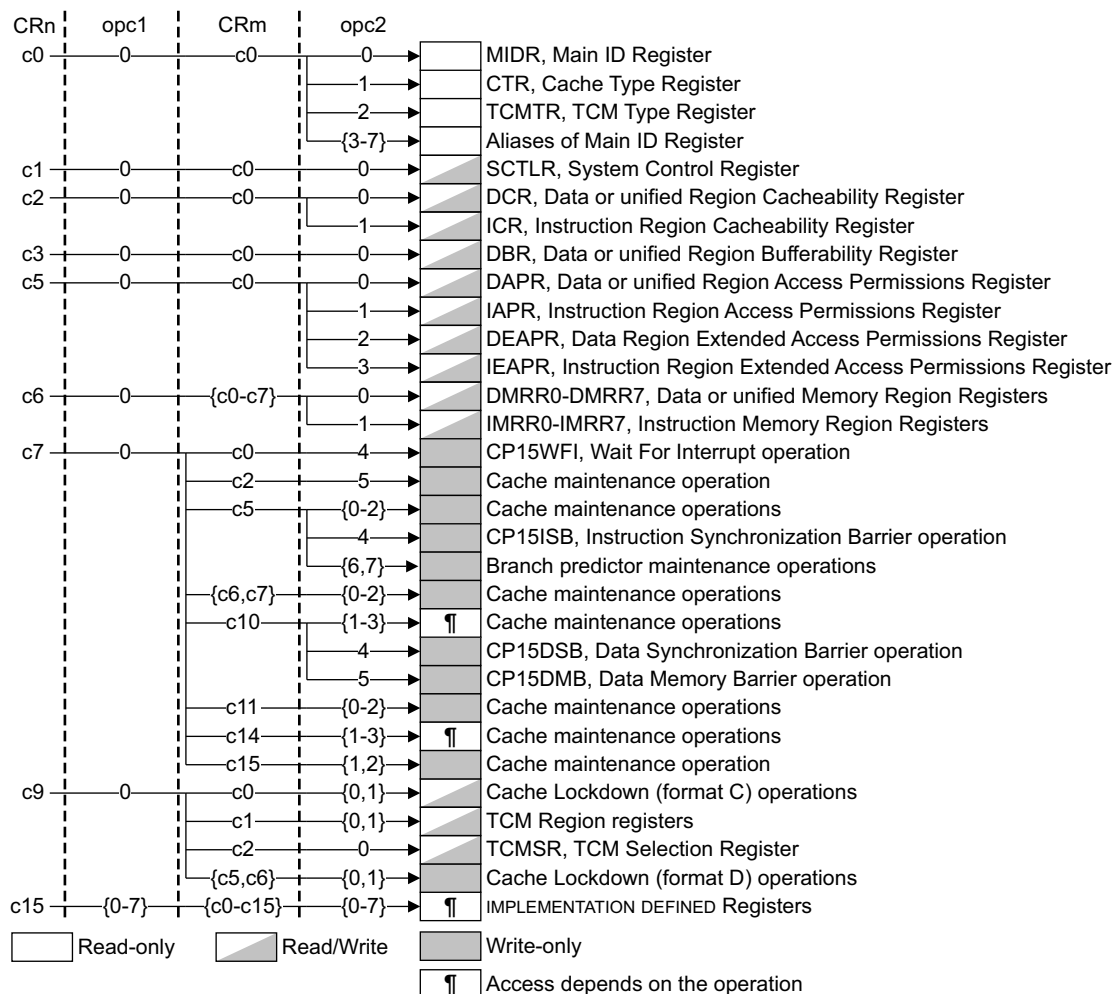 CRn opc1 CRm opc2
c0 0 c0 0 MIDR, Main ID Register
1 CTR, Cache Type Register
2 TCMTR, TCM Type Register
{3-7} Aliases of Main ID Register
c1 0 c0 0 SCTLR, System Control Register
c2 0 c0 0 DCR, Data or unified Region Cacheability Register
1 ICR, Instruction Region Cacheability Register
c3 0 c0 0 DBR, Data or unified Region Bufferability Register
c5 0 c0 0 DAPR, Data or unified Region Access Permissions Register
1 IAPR, Instruction Region Access Permissions Register
2 DEAPR, Data Region Extended Access Permissions Register
3 IEAPR, Instruction Region Extended Access Permissions Register
c6 0 {c0-c7} 0 DMRR0-DMRR7, Data or unified Memory Region Registers
1 IMRR0-IMRR7, Instruction Memory Region Registers
c7 0 c0 4 CP15WFI, Wait For Interrupt operation
c2 5 Cache maintenance operation
c5 {0-2} Cache maintenance operations
4 CP15ISB, Instruction Synchronization Barrier operation
{6,7} Branch predictor maintenance operations
{c6,c7} {0-2} Cache maintenance operations
c10 {1-3} ¶ Cache maintenance operations
4 CP15DSB, Data Synchronization Barrier operation
5 CP15DMB, Data Memory Barrier operation
c11 {0-2} Cache maintenance operations
c14 {1-3} ¶ Cache maintenance operations
c15 {1,2} Cache maintenance operation
c9 0 c0 {0,1} Cache Lockdown (format C) operations
c1 {0,1} TCM Region registers
c2 0 TCMSR, TCM Selection Register
{c5,c6} {0,1} Cache Lockdown (format D) operations
c15 {0-7} {c0-c15} {0-7} ¶ IMPLEMENTATION DEFINED Registers
Read-only Read/Write Write-only
¶ Access depends on the operation